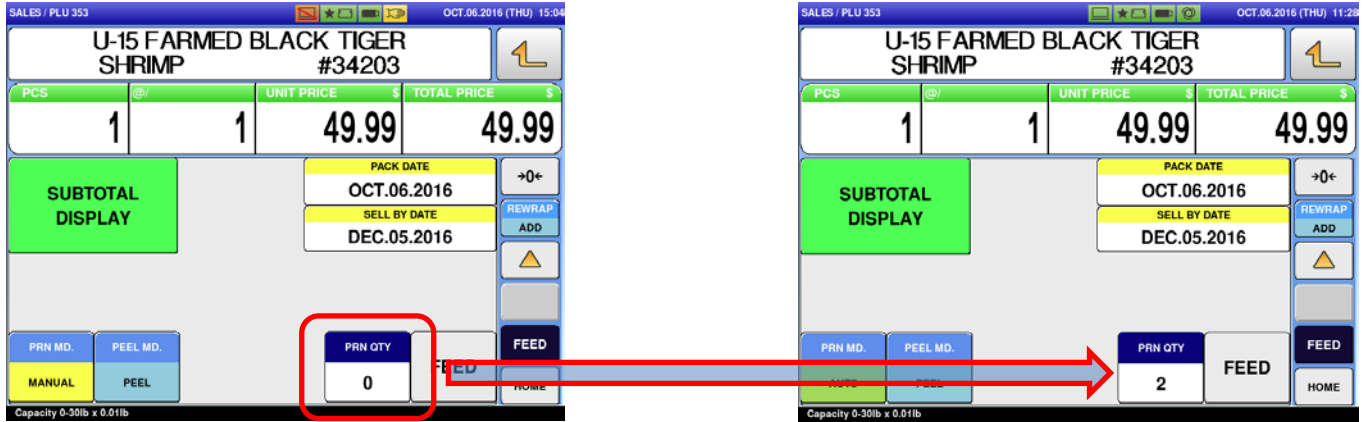 SALES / PLU 353
OCT.06.2016 (THU) 15:04
U-15 FARMED BLACK TIGER
SHRIMP #34203
PCS @/ UNIT PRICE $ TOTAL PRICE $
1 1 49.99 49.99
SUBTOTAL
DISPLAY
PACK DATE
OCT.06.2016
SELL BY DATE
DEC.05.2016
→0←
REWRAP
ADD
PRN MD.
MANUAL
PEEL MD.
PEEL
PRN QTY
0
FEED
FEED
HOME
Capacity 0-30lb x 0.01lb
SALES / PLU 353
OCT.06.2016 (THU) 11:28
U-15 FARMED BLACK TIGER
SHRIMP #34203
PCS @/ UNIT PRICE $ TOTAL PRICE $
1 1 49.99 49.99
SUBTOTAL
DISPLAY
PACK DATE
OCT.06.2016
SELL BY DATE
DEC.05.2016
→0←
REWRAP
ADD
PRN MD.
PEEL MD.
PRN QTY
2
FEED
FEED
HOME
Capacity 0-30lb x 0.01lb